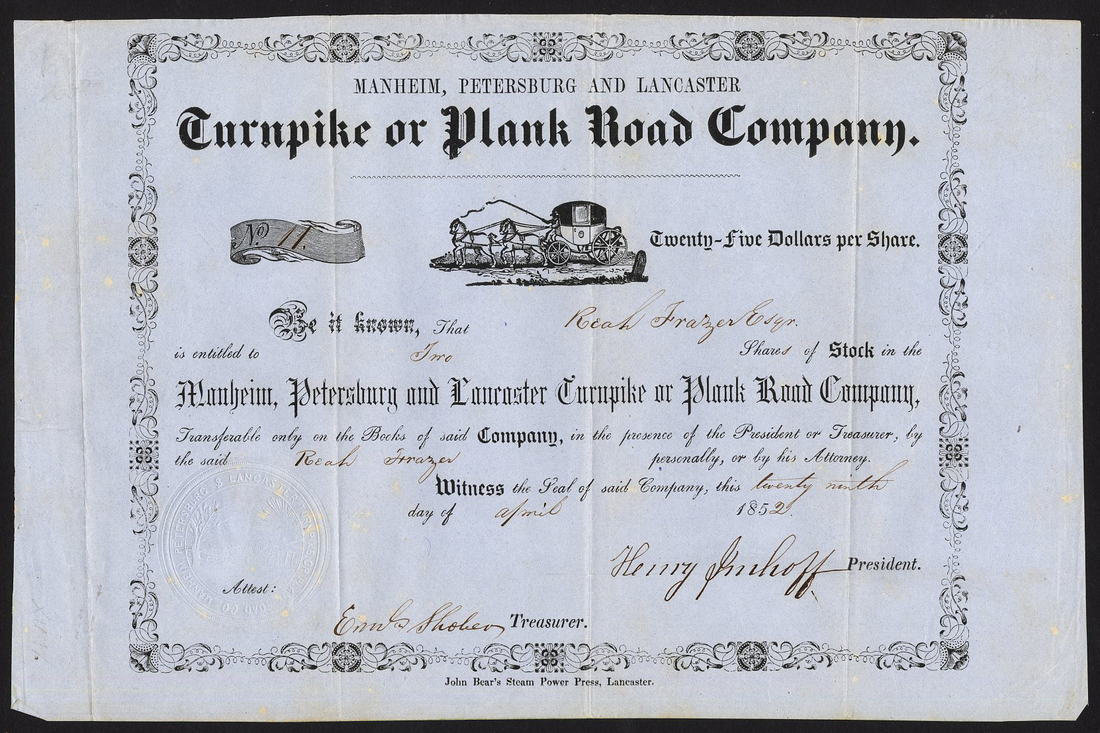 MANHEIM, PETERSBURG AND LANCASTER
Turnpike or Plank Road Company.
No. 11
Twenty-Five Dollars per Share.
Be it known, That Reah Frazer Esqr.
is entitled to Two Shares of Stock in the
Manheim, Petersburg and Lancaster Turnpike or Plank Road Company,
Transferable only on the Books of said Company, in the presence of the President or Treasurer, by
the said Reah Frazer personally, or by his Attorney.
Witness the Seal of said Company, this twenty ninth
day of April 1852.
PETERSBURG & LANCASTER
Henry Imhoff President.
Attest:
Shober Treasurer.
John Bear's Steam Power Press, Lancaster.